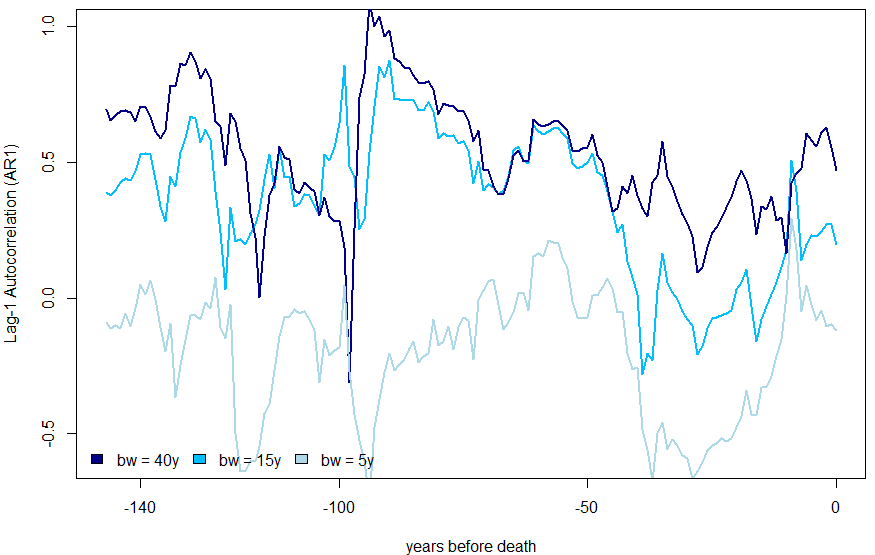 1.0
0.5
0.0
-0.5
Lag-1 Autocorrelation (AR1)
bw = 40y bw = 15y bw = 5y
-140 -100 -50 0
years before death